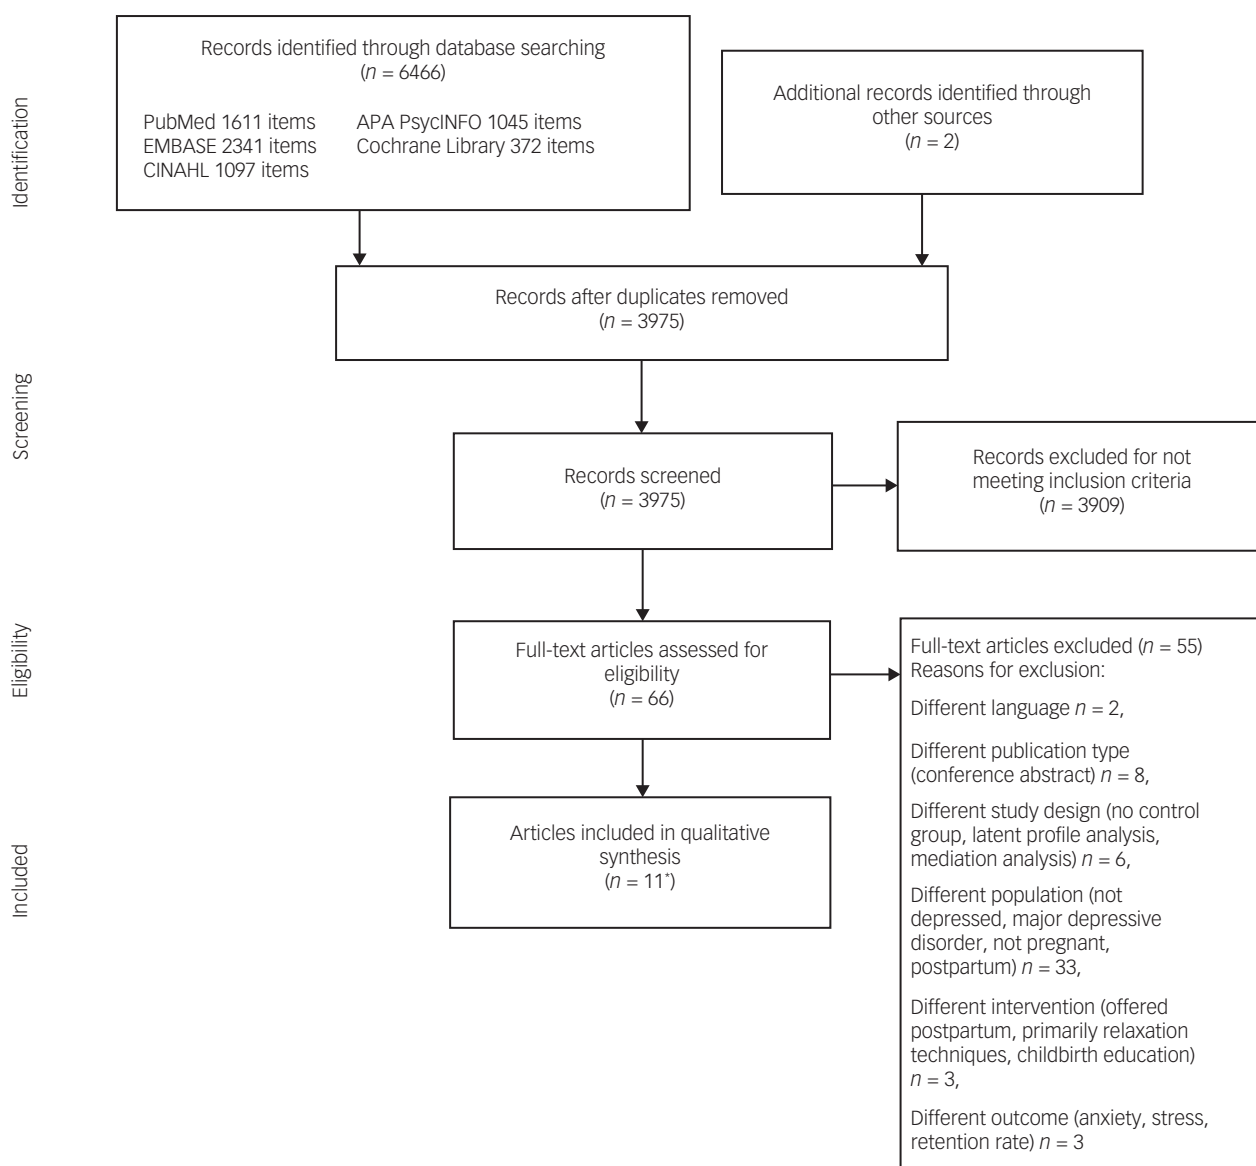 Identification
Records identified through database searching
(n = 6466)
PubMed 1611 items
EMBASE 2341 items
CINAHL 1097 items
APA PsycINFO 1045 items
Cochrane Library 372 items
Additional records identified through
other sources
(n = 2)
Records after duplicates removed
(n = 3975)
Screening
Records screened
(n = 3975)
Records excluded for not
meeting inclusion criteria
(n = 3909)
Eligibility
Full-text articles assessed for
eligibility
(n = 66)
Full-text articles excluded (n = 55)
Reasons for exclusion:
Different language n = 2,
Different publication type
(conference abstract) n = 8,
Different study design (no control
group, latent profile analysis,
mediation analysis) n = 6,
Different population (not
depressed, major depressive
disorder, not pregnant,
postpartum) n = 33,
Different intervention (offered
postpartum, primarily relaxation
techniques, childbirth education)
n = 3,
Different outcome (anxiety, stress,
retention rate) n = 3
Included
Articles included in qualitative
synthesis
(n = 11*)